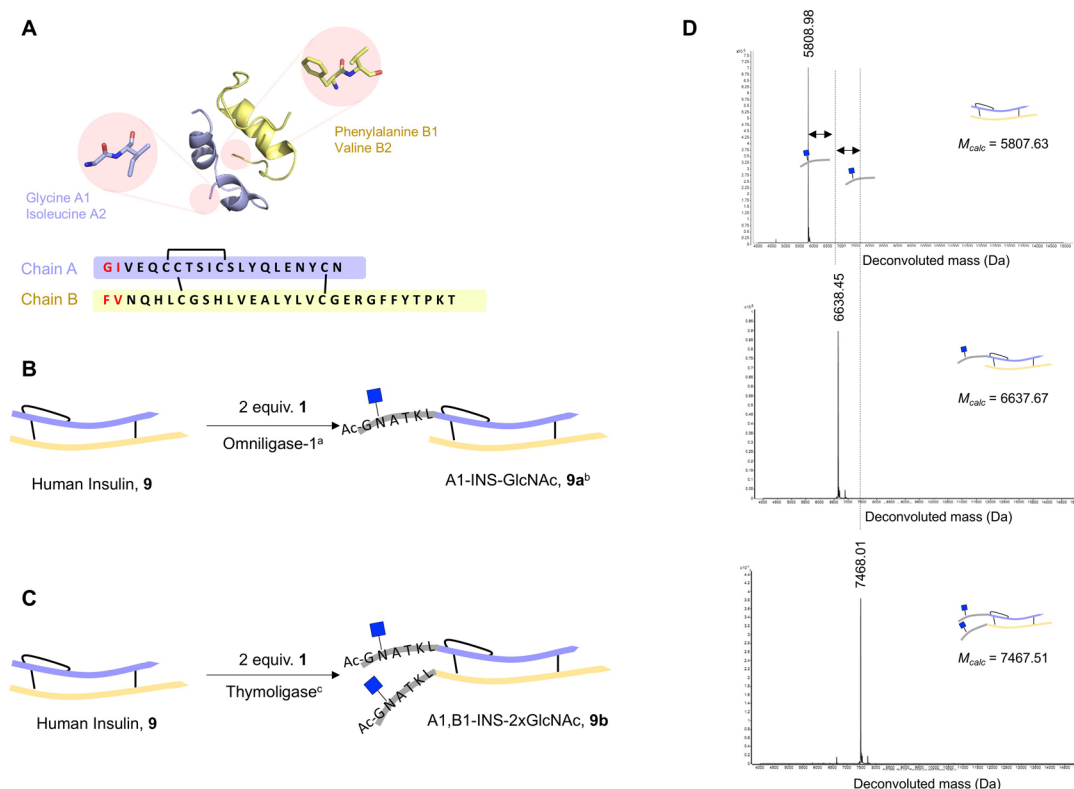 A
Phenylalanine B1
Valine B2
Glycine A1
Isoleucine A2
Chain A
G I V E Q C C T S I C S L Y Q L E N Y C N
Chain B
F V N Q H L C G S H L V E A L Y L V C G E R G F F Y T P K T
B
2 equiv. 1
Omniligase-1a
Ac-GNATKL
Human Insulin, 9
A1-INS-GlcNAc, 9ab
C
2 equiv. 1
Thymoligasec
Ac-GNATKL
Ac-GNATKL
Human Insulin, 9
A1,B1-INS-2xGlcNAc, 9b
D
5808.98
Mcalc = 5807.63
Deconvoluted mass (Da)
6638.45
Mcalc = 6637.67
Deconvoluted mass (Da)
7468.01
Mcalc = 7467.51
Deconvoluted mass (Da)